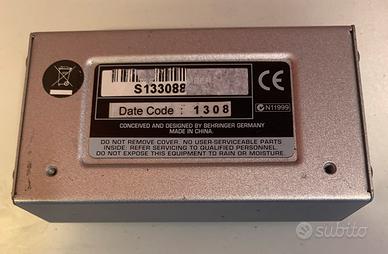 S133088
CE
Date Code 1308
N11999
CONCEIVED AND DESIGNED BY BEHRINGER GERMANY
MADE IN CHINA.
DO NOT REMOVE COVER. NO USER-SERVICEABLE PARTS
INSIDE. REFER SERVICING TO QUALIFIED PERSONNEL.
DO NOT EXPOSE THIS EQUIPMENT TO RAIN OR MOISTURE.
subito